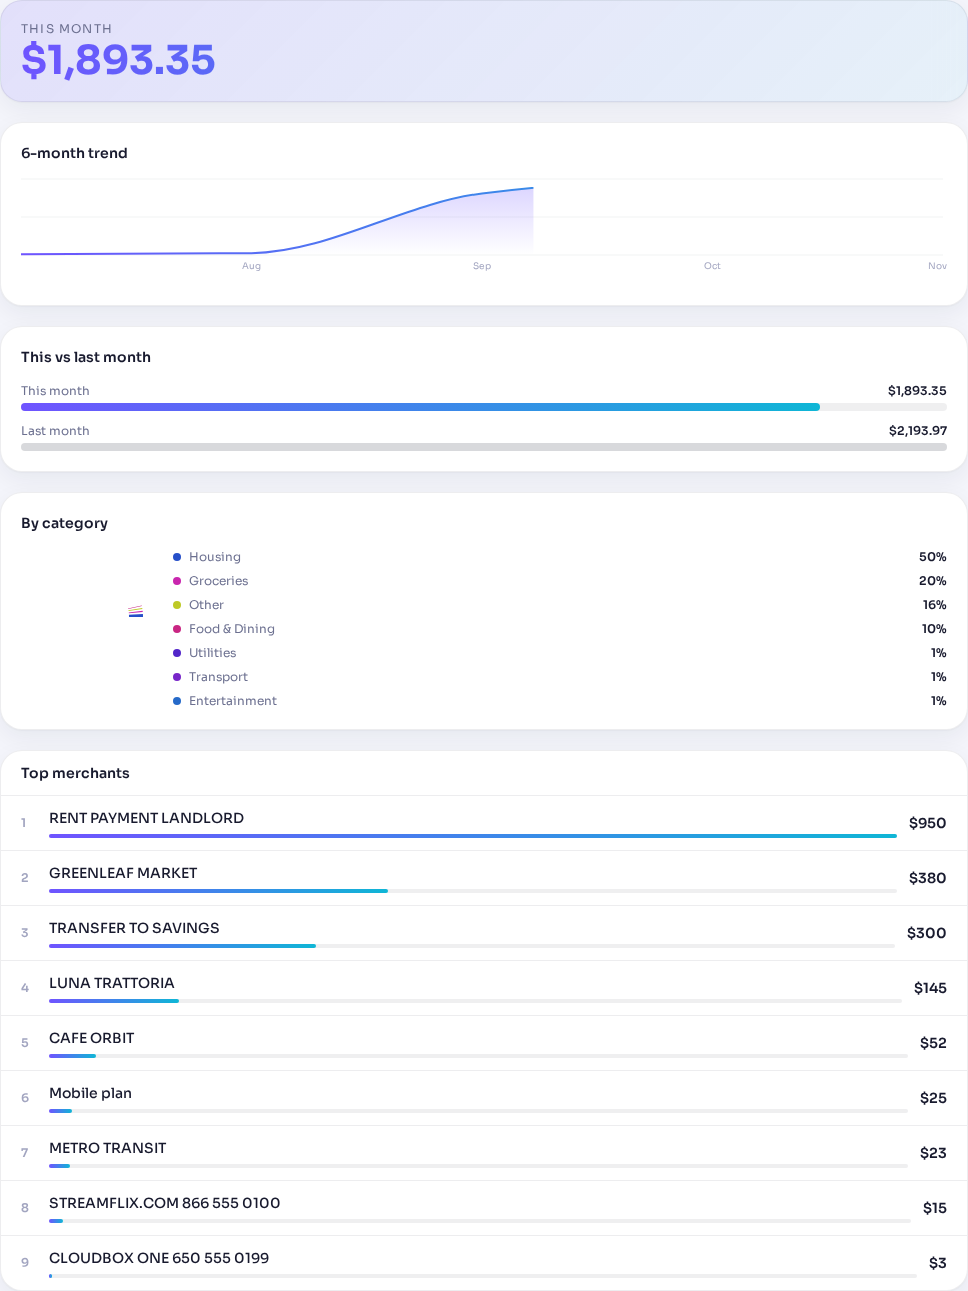 THIS MONTH
$1,893.35
6-month trend
Aug Sep Oct Nov
This vs last month
This month $1,893.35
Last month $2,193.97
By category
Housing 50%
Groceries 20%
Other 16%
Food & Dining 10%
Utilities 1%
Transport 1%
Entertainment 1%
Top merchants
1 RENT PAYMENT LANDLORD $950
2 GREENLEAF MARKET $380
3 TRANSFER TO SAVINGS $300
4 LUNA TRATTORIA $145
5 CAFE ORBIT $52
6 Mobile plan $25
7 METRO TRANSIT $23
8 STREAMFLIX.COM 866 555 0100 $15
9 CLOUDBOX ONE 650 555 0199 $3